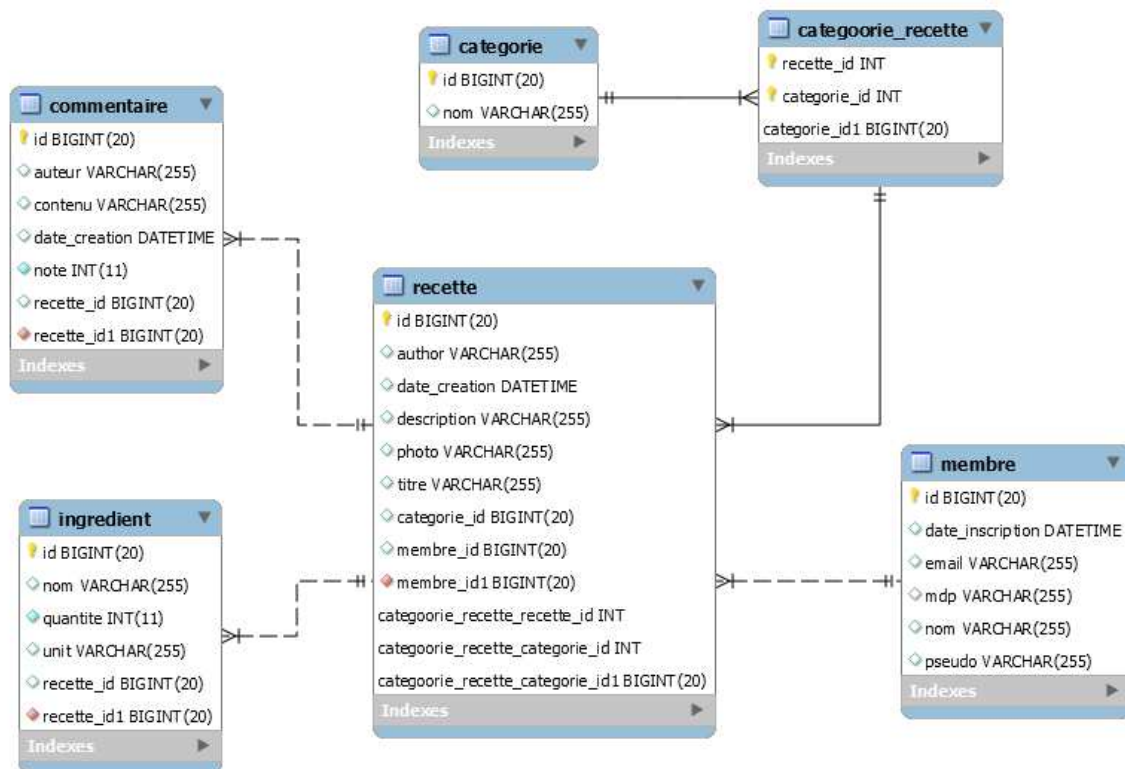 categorie
id BIGINT(20)
nom VARCHAR(255)
Indexes
categoorie_recette
recette_id INT
categorie_id INT
categorie_id1 BIGINT(20)
Indexes
commentaire
id BIGINT(20)
auteur VARCHAR(255)
contenu VARCHAR(255)
date_creation DATETIME
note INT(11)
recette_id BIGINT(20)
recette_id1 BIGINT(20)
Indexes
recette
id BIGINT(20)
author VARCHAR(255)
date_creation DATETIME
description VARCHAR(255)
photo VARCHAR(255)
titre VARCHAR(255)
categorie_id BIGINT(20)
membre_id BIGINT(20)
membre_id1 BIGINT(20)
categoorie_recette_recette_id INT
categoorie_recette_categorie_id INT
categoorie_recette_categorie_id1 BIGINT(20)
Indexes
ingredient
id BIGINT(20)
nom VARCHAR(255)
quantite INT(11)
unit VARCHAR(255)
recette_id BIGINT(20)
recette_id1 BIGINT(20)
Indexes
membre
id BIGINT(20)
date_inscription DATETIME
email VARCHAR(255)
mdp VARCHAR(255)
nom VARCHAR(255)
pseudo VARCHAR(255)
Indexes